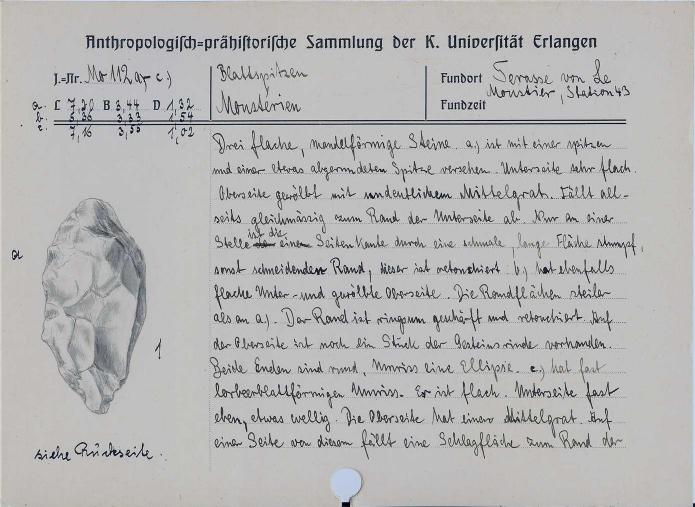 Anthropologisch=prähistorische Sammlung der K. Universität Erlangen
J.=Nr. Mo 112 a, - c,)
Blattspitzen
Moustérien
Fundort Terasse von Le Moustier, Station 43
Fundzeit
a. L 7,20 B 3,44 D 1,32
b. 3,33 1,54
c. 7,16 3,55 1,02
Drei flache, mandelförmige Steine. a.) ist mit einer spitzen
und einer etwas abgerundeten Spitze versehen. Unterseite sehr flach.
Oberseite gewölbt mit undeutlichem Mittelgrat. Fällt all-
seits gleichmässig zum Rand der Unterseite ab. Nur an einer
Stelle ist die eine Seitenkante durch eine schmale, lange Fläche stumpf,
sonst schneidenden Rand, dieser ist retouchiert. b.) hat ebenfalls
flache Unter- und gewölbte Oberseite. Die Randflächen steiler
als an a.). Der Rand ist ringsum geschärft und retouchiert. Auf
der Oberseite ist noch ein Stück der Gesteinsrinde vorhanden.
Beide Enden sind rund, Umriss eine Ellipse. c.) hat fast
lorbeerblattförmigen Umriss. Er ist flach. Unterseite fast
eben, etwas wellig. Die Oberseite hat einen Mittelgrat. Auf
einer Seite von diesem fällt eine Schlagfläche zum Rand der
a
1
siehe Rückseite.